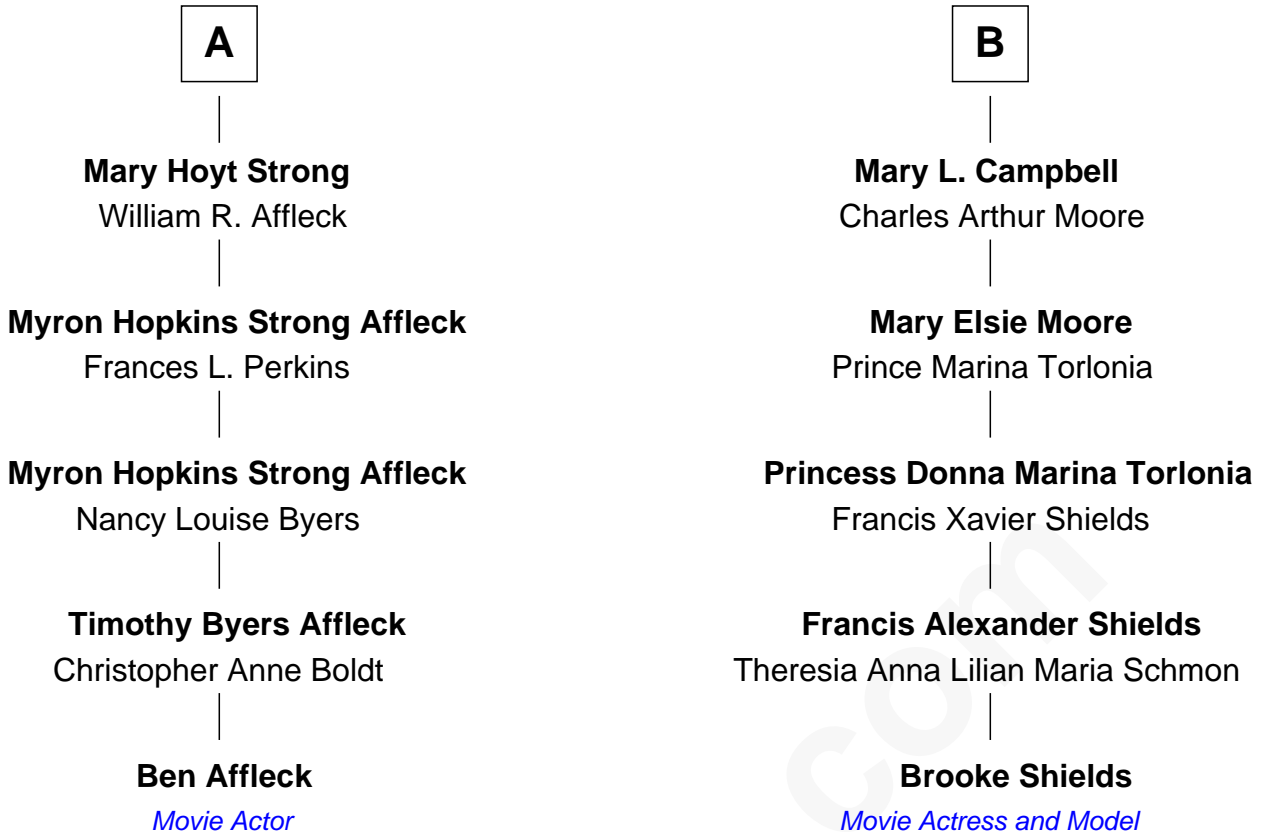 A
Mary Hoyt Strong
William R. Affleck
Myron Hopkins Strong Affleck
Frances L. Perkins
Myron Hopkins Strong Affleck
Nancy Louise Byers
Timothy Byers Affleck
Christopher Anne Boldt
Ben Affleck
Movie Actor
B
Mary L. Campbell
Charles Arthur Moore
Mary Elsie Moore
Prince Marina Torlonia
Princess Donna Marina Torlonia
Francis Xavier Shields
Francis Alexander Shields
Theresia Anna Lilian Maria Schmon
Brooke Shields
Movie Actress and Model
com